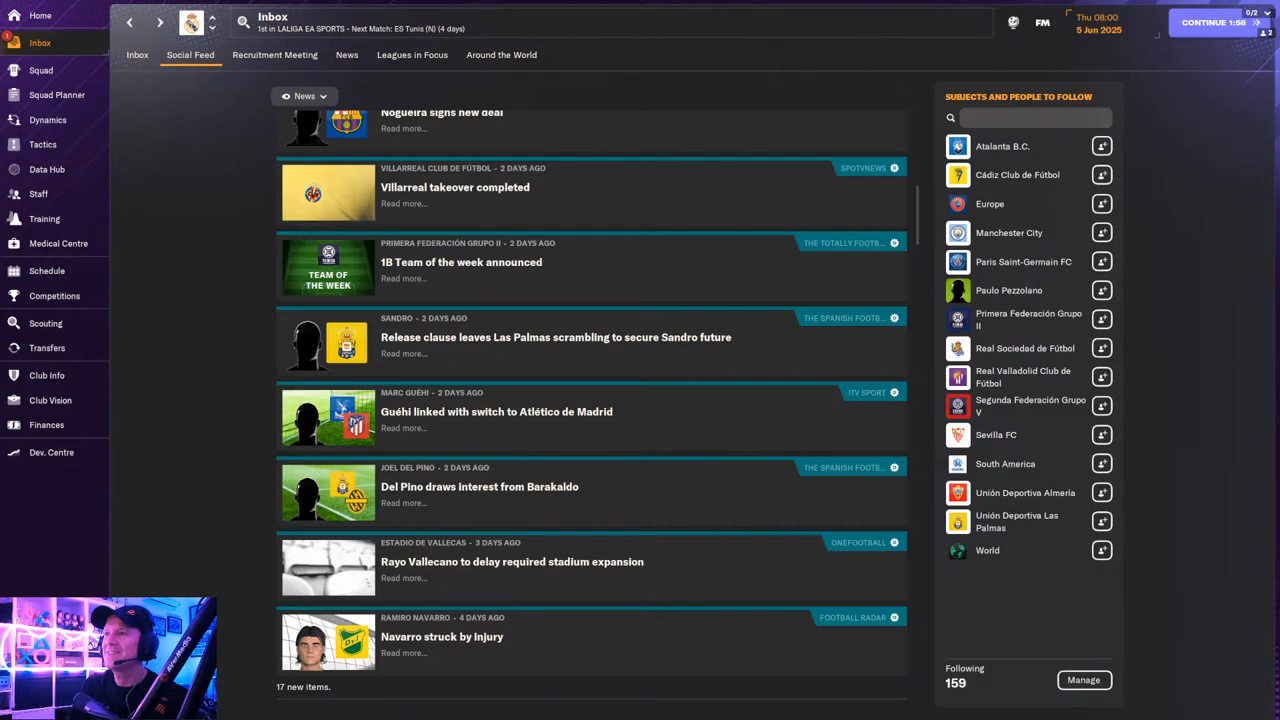 Home
1
Inbox
Squad
Squad Planner
Dynamics
Tactics
Data Hub
Staff
Training
Medical Centre
Schedule
Competitions
Scouting
Transfers
Club Info
Club Vision
Finances
Dev. Centre
Inbox
1st in LALIGA EA SPORTS - Next Match: ES Tunis (N) (4 days)
FM
Thu 08:00
5 Jun 2025
0/2
CONTINUE 1:56
2
Inbox
Social Feed
Recruitment Meeting
News
Leagues in Focus
Around the World
News
Nogueira signs new deal
Read more...
VILLARREAL CLUB DE FÚTBOL - 2 DAYS AGO
SPOTVNEWS
Villarreal takeover completed
Read more...
PRIMERA FEDERACIÓN GRUPO II - 2 DAYS AGO
THE TOTALLY FOOTB...
TEAM OF
THE WEEK
1B Team of the week announced
Read more...
SANDRO - 2 DAYS AGO
THE SPANISH FOOTB...
Release clause leaves Las Palmas scrambling to secure Sandro future
Read more...
MARC GUÉHI - 2 DAYS AGO
ITV SPORT
Guéhi linked with switch to Atlético de Madrid
Read more...
JOEL DEL PINO - 2 DAYS AGO
THE SPANISH FOOTB...
Del Pino draws interest from Barakaldo
Read more...
ESTADIO DE VALLECAS - 3 DAYS AGO
ONEFOOTBALL
Rayo Vallecano to delay required stadium expansion
Read more...
RAMIRO NAVARRO - 4 DAYS AGO
FOOTBALL RADAR
Navarro struck by injury
Read more...
17 new items.
SUBJECTS AND PEOPLE TO FOLLOW
Atalanta B.C.
Cádiz Club de Fútbol
Europe
Manchester City
Paris Saint-Germain FC
Paulo Pezzolano
Primera Federación Grupo
II
Real Sociedad de Fútbol
Real Valladolid Club de
Fútbol
Segunda Federación Grupo
V
Sevilla FC
South America
Unión Deportiva Almería
Unión Deportiva Las
Palmas
World
Following
159
Manage